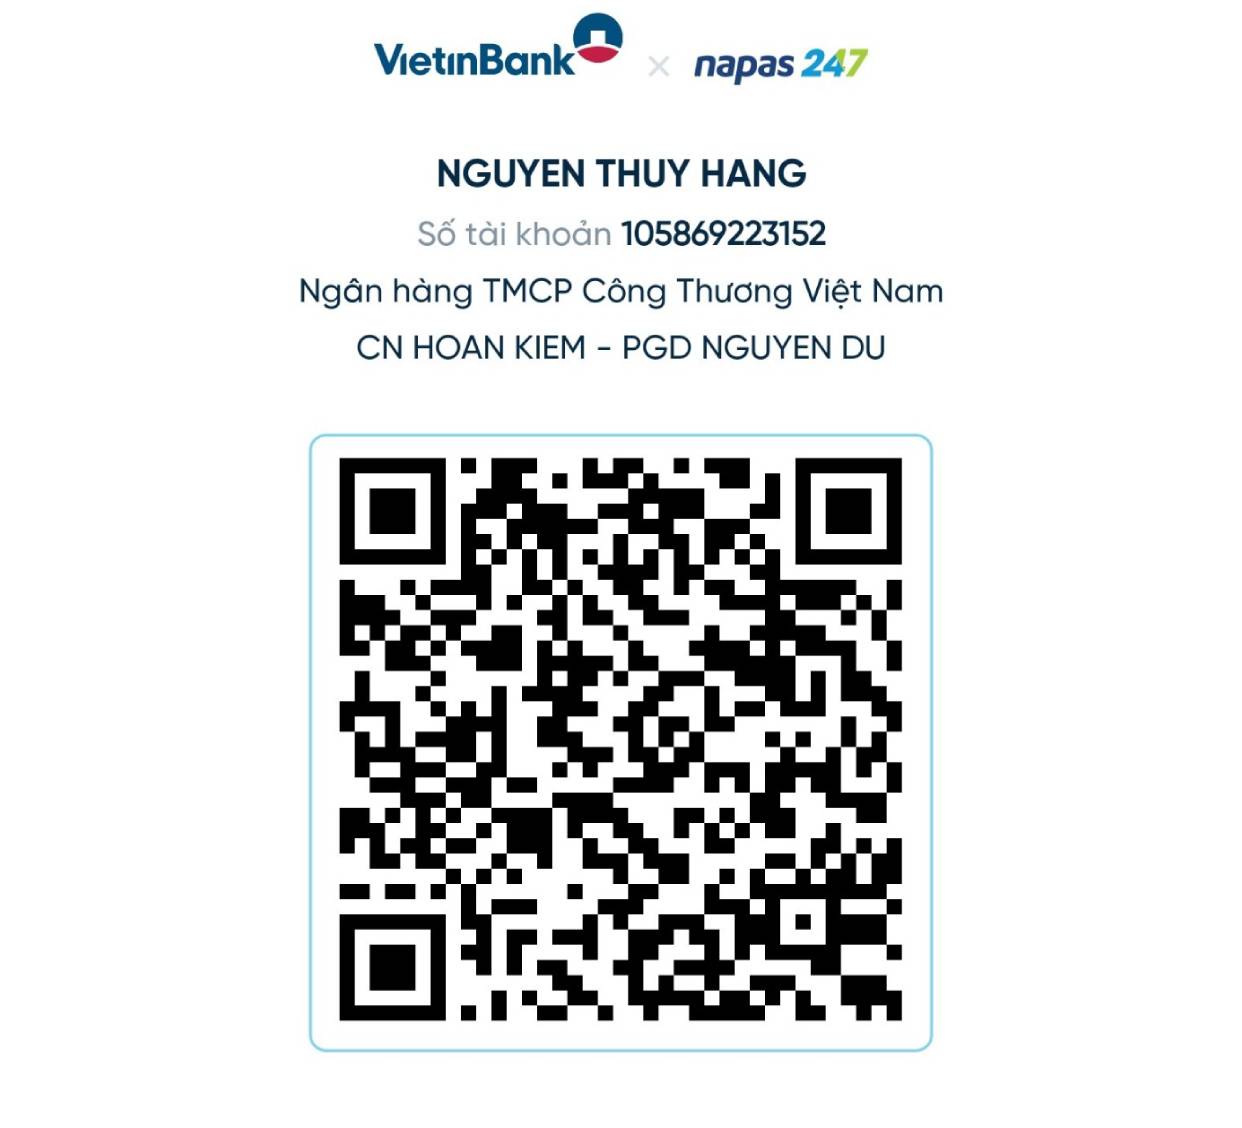 VietinBank × napas 247
NGUYEN THUY HANG
Số tài khoản 105869223152
Ngân hàng TMCP Công Thương Việt Nam
CN HOAN KIEM - PGD NGUYEN DU